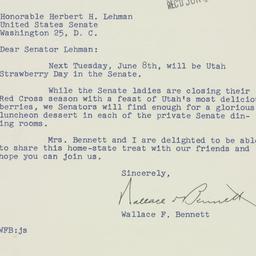 REC'D JUN
Honorable Herbert H. Lehman
United States Senate
Washington 25, D. C.
Dear Senator Lehman:
Next Tuesday, June 8th, will be Utah
Strawberry Day in the Senate.
While the Senate ladies are closing their
Red Cross season with a feast of Utah's most delicio
berries, we Senators will find enough for a glorious
luncheon dessert in each of the private Senate din-
ing rooms.
Mrs. Bennett and I are delighted to be able
to share this home-state treat with our friends and
hope you can join us.
Sincerely,
Wallace F. Bennett
Wallace F. Bennett
WFB:js